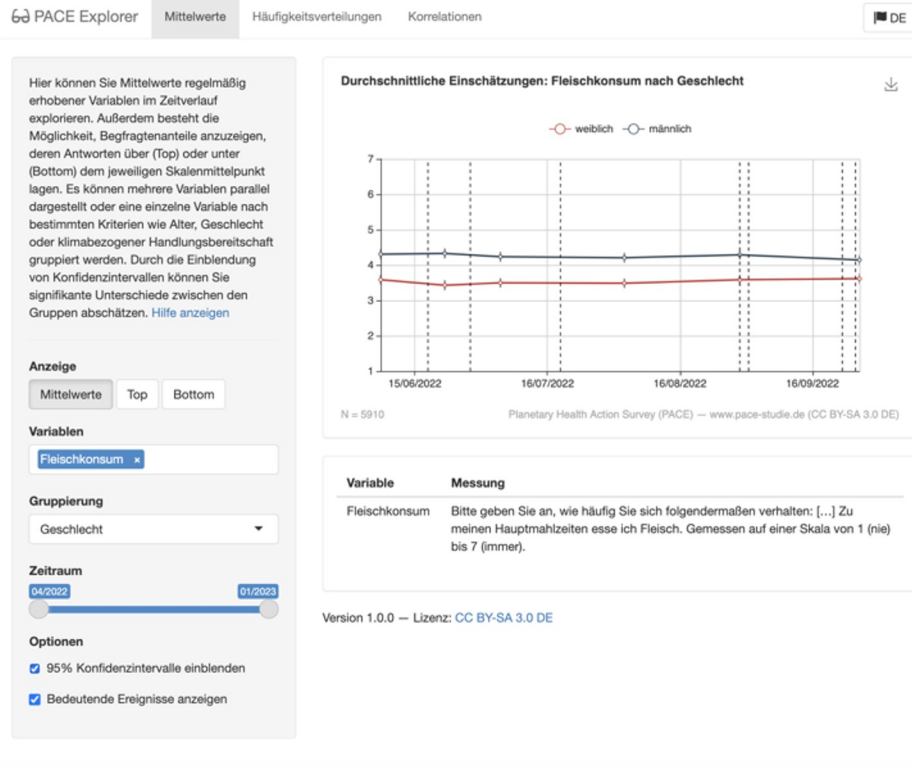 PACE Explorer
Mittelwerte
Häufigkeitsverteilungen
Korrelationen
DE
Hier können Sie Mittelwerte regelmäßig
erhobener Variablen im Zeitverlauf
explorieren. Außerdem besteht die
Möglichkeit, Begfragtenanteile anzuzeigen,
deren Antworten über (Top) oder unter
(Bottom) dem jeweiligen Skalenmittelpunkt
lagen. Es können mehrere Variablen parallel
dargestellt oder eine einzelne Variable nach
bestimmten Kriterien wie Alter, Geschlecht
oder klimabezogener Handlungsbereitschaft
gruppiert werden. Durch die Einblendung
von Konfidenzintervallen können Sie
signifikante Unterschiede zwischen den
Gruppen abschätzen. Hilfe anzeigen
Anzeige
Mittelwerte Top Bottom
Variablen
Fleischkonsum ×
Gruppierung
Geschlecht
Zeitraum
04/2022 01/2023
Optionen
95% Konfidenzintervalle einblenden
Bedeutende Ereignisse anzeigen
Durchschnittliche Einschätzungen: Fleischkonsum nach Geschlecht
weiblich männlich
7
6
5
4
3
2
1
15/06/2022 16/07/2022 16/08/2022 16/09/2022
N = 5910 Planetary Health Action Survey (PACE) — www.pace-studie.de (CC BY-SA 3.0 DE)
Variable Messung
Fleischkonsum Bitte geben Sie an, wie häufig Sie sich folgendermaßen verhalten: [...] Zu
meinen Hauptmahlzeiten esse ich Fleisch. Gemessen auf einer Skala von 1 (nie)
bis 7 (immer).
Version 1.0.0 — Lizenz: CC BY-SA 3.0 DE